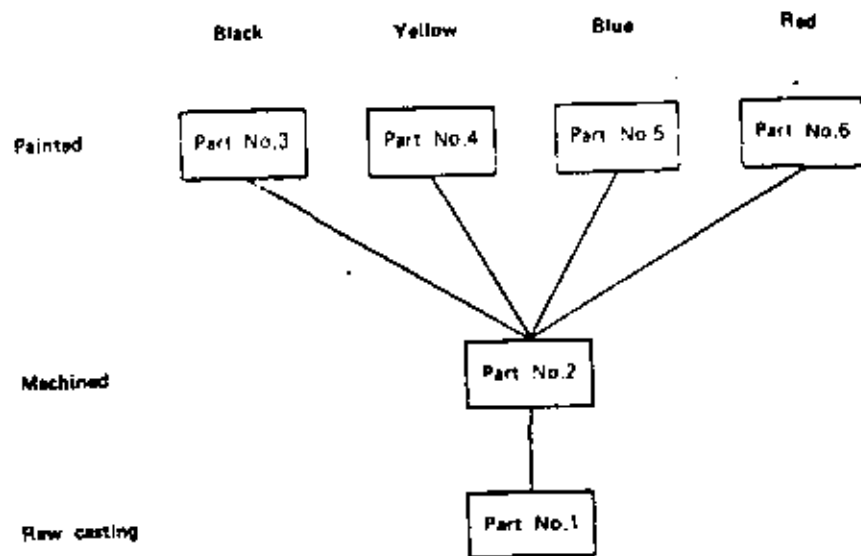 Black Yellow Blue Red
Painted Part No.3 Part No.4 Part No.5 Part No.6
Machined Part No.2
Raw casting Part No.1